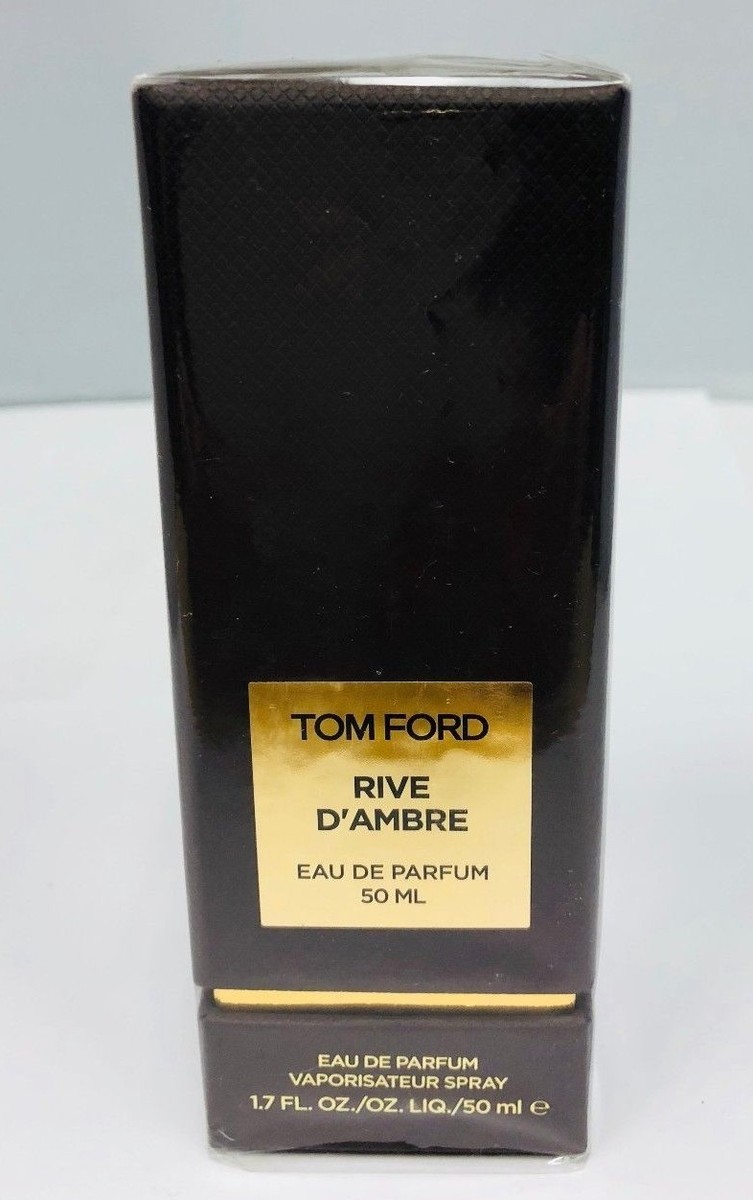 TOM FORD
RIVE
D'AMBRE
EAU DE PARFUM
50 ML
EAU DE PARFUM
VAPORISATEUR SPRAY
1.7 FL. OZ./OZ. LIQ./50 ml ℮